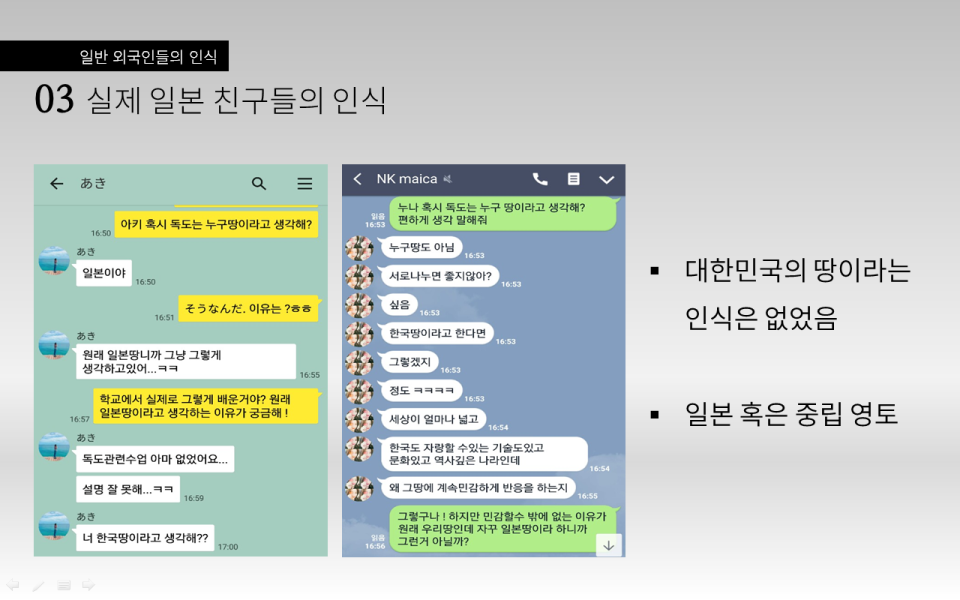 일반 외국인들의 인식
03 실제 일본 친구들의 인식
あき
아키 혹시 독도는 누구땅이라고 생각해?
16:50
あき
일본이야
16:50
そうなんだ. 이유는 ?ㅎㅎ
16:51
あき
원래 일본땅니까 그냥 그렇게
생각하고있어...ㅋㅋ
16:55
학교에서 실제로 그렇게 배운거야? 원래
일본땅이라고 생각하는 이유가 궁금해 !
16:57
あき
독도관련수업 아마 없었어요...
설명 잘 못해...ㅋㅋ
16:59
あき
너 한국땅이라고 생각해??
17:00
NK maica
누나 혹시 독도는 누구 땅이라고 생각해?
편하게 생각 말해줘
읽음
16:53
누구땅도 아님
16:53
서로나누면 좋지않아?
16:53
싶음
16:53
한국땅이라고 한다면
16:53
그렇겠지
16:53
정도 ㅋㅋㅋㅋ
16:53
세상이 얼마나 넓고
16:54
한국도 자랑할 수있는 기술도있고
문화있고 역사깊은 나라인데
16:54
왜 그땅에 계속민감하게 반응을 하는지
16:55
그렇구나 ! 하지만 민감할수 밖에 없는 이유가
원래 우리땅인데 자꾸 일본땅이라 하니까
그런거 아닐까?
읽음
16:56
▪ 대한민국의 땅이라는
인식은 없었음
▪ 일본 혹은 중립 영토